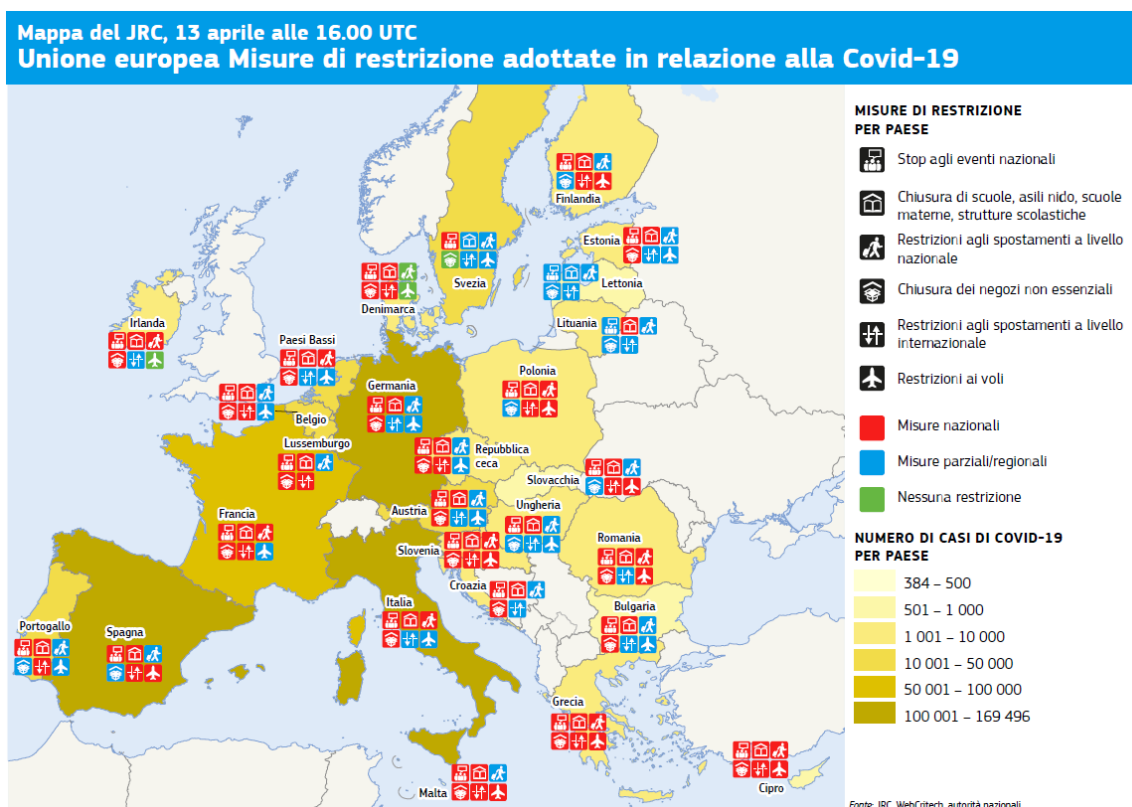 Mappa del JRC, 13 aprile alle 16.00 UTC
Unione europea Misure di restrizione adottate in relazione alla Covid-19
Finlandia
Estonia
Svezia
Lettonia
Denimarca
Lituania
Irlanda
Paesi Bassi
Polonia
Germania
Belgio
Lussemburgo
Repubblica
ceca
Slovacchia
Ungheria
Austria
Francia
Romania
Slovenia
Croazia
Italia
Bulgaria
Portogallo
Spagna
Grecia
Malta
Cipro
MISURE DI RESTRIZIONE
PER PAESE
Stop agli eventi nazionali
Chiusura di scuole, asili nido, scuole
materne, strutture scolastiche
Restrizioni agli spostamenti a livello
nazionale
Chiusura dei negozi non essenziali
Restrizioni agli spostamenti a livello
internazionale
Restrizioni ai voli
Misure nazionali
Misure parziali/regionali
Nessuna restrizione
NUMERO DI CASI DI COVID-19
PER PAESE
384 – 500
501 – 1 000
1 001 – 10 000
10 001 – 50 000
50 001 – 100 000
100 001 – 169 496
Fonte: JRC, WebCritech, autorità nazionali